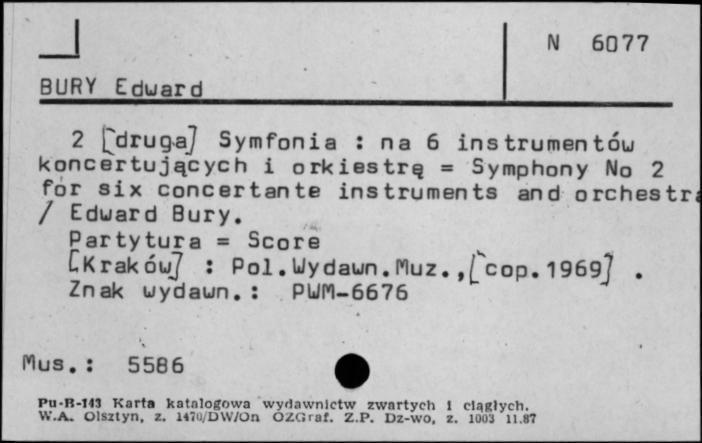 N 6077
BURY Edward
2 [druga] Symfonia : na 6 instrumentów
koncertujących i orkiestrę = Symphony No 2
for six concertante instruments and orchestra
/ Edward Bury.
Partytura = Score
[Kraków] : Pol.Wydawn.Muz.,[cop.1969] .
Znak wydawn.: PWM-6676
Mus.: 5586
Pu-B-143 Karta katalogowa wydawnictw zwartych i ciągłych.
W.A. Olsztyn, z. 1470/DW/On OZGraf. Z.P. Dz-wo, z. 1003 11.87